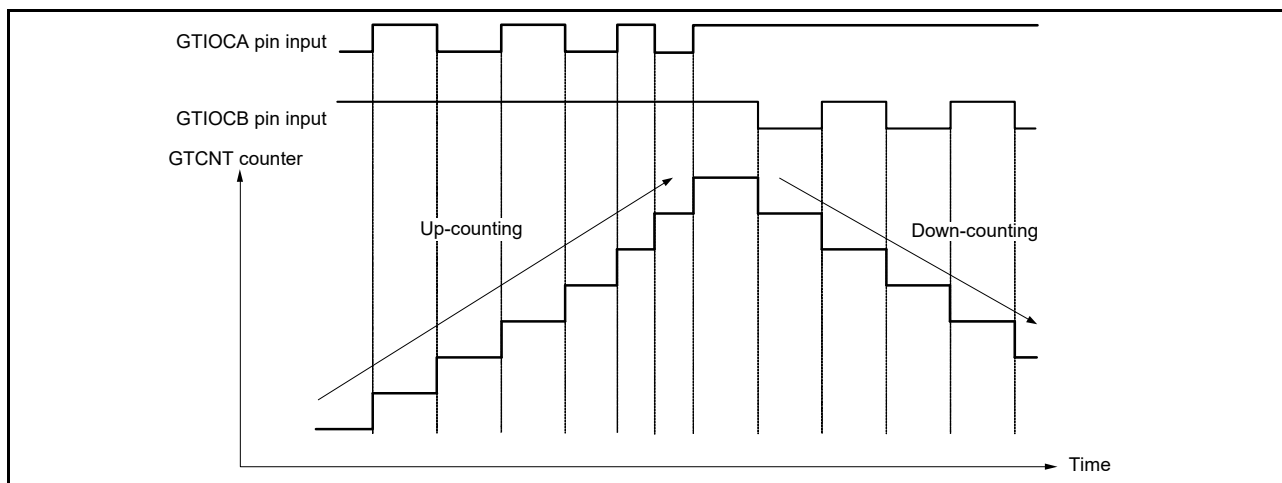 GTIOCA pin input
GTIOCB pin input
GTCNT counter
Up-counting
Down-counting
Time